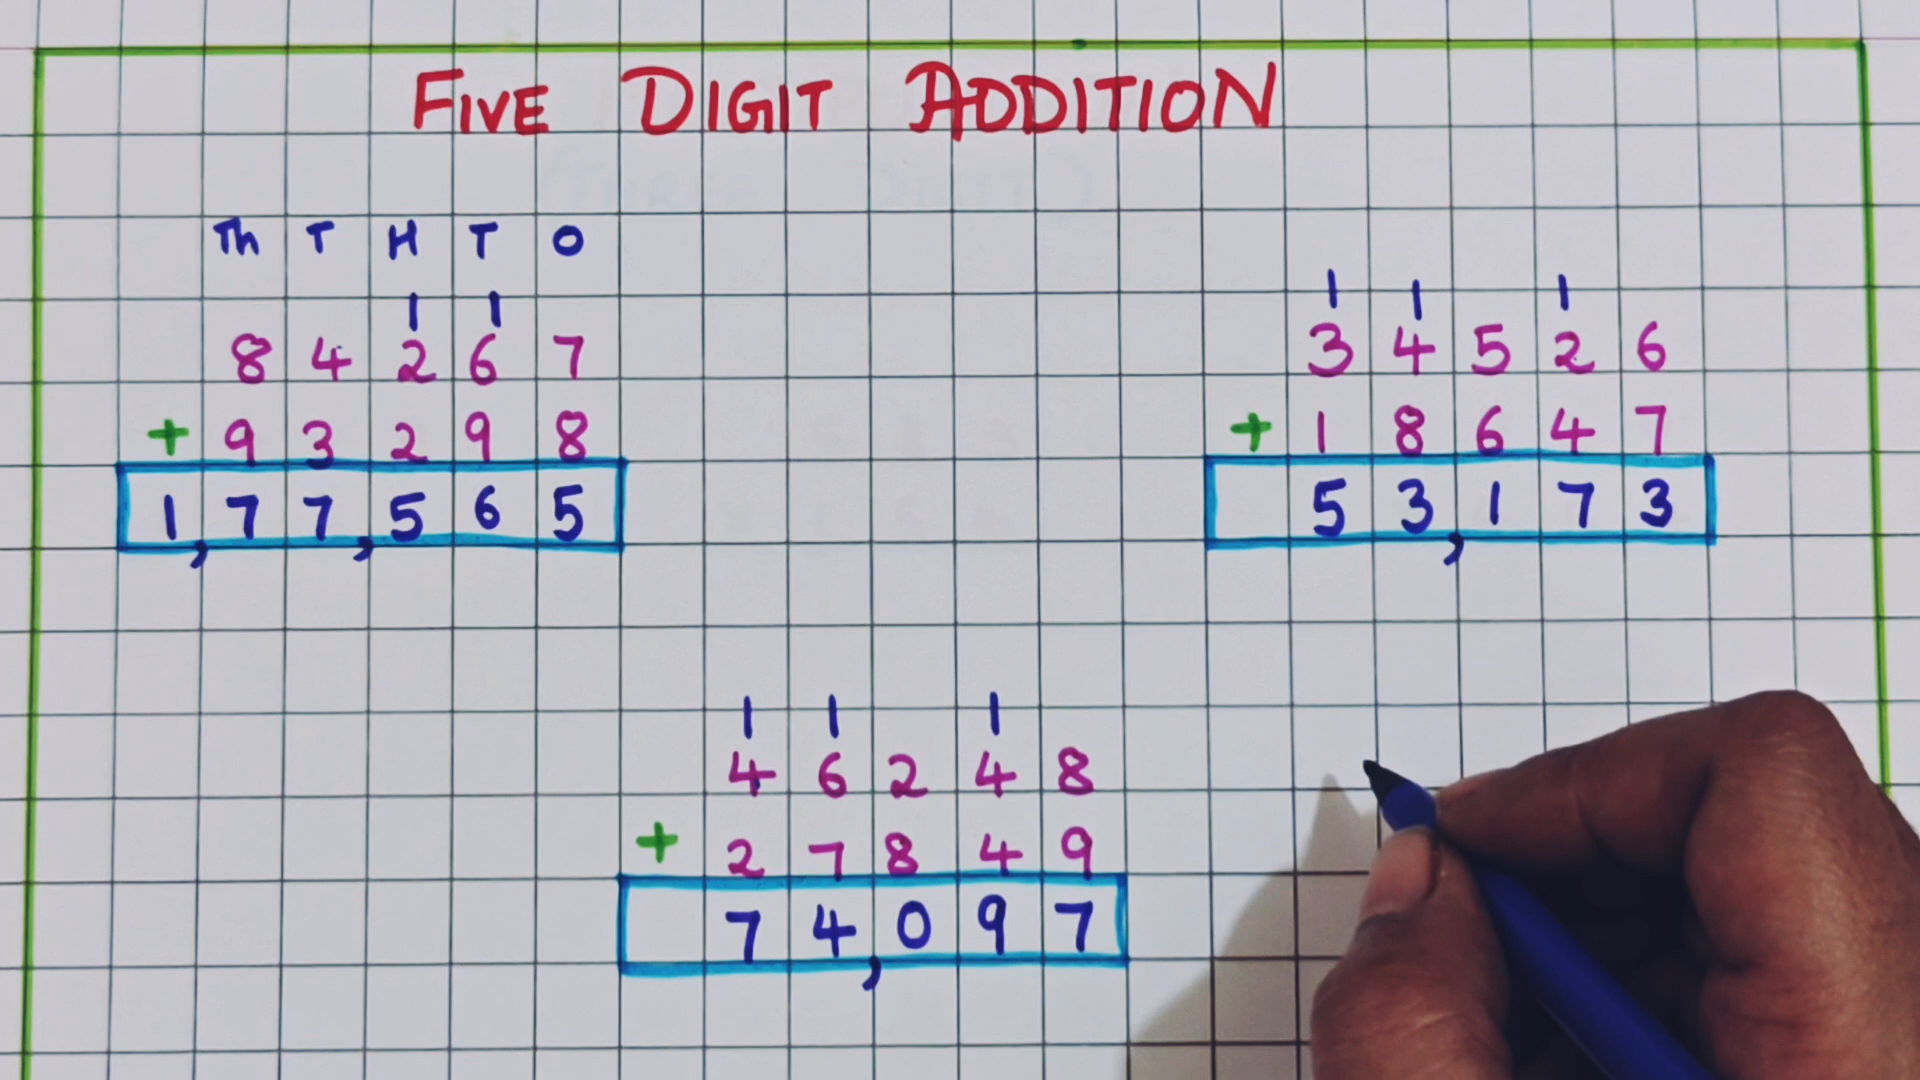 FIVE DIGIT ADDITION
Th T H T O
1 1
8 4 2 6 7
+ 9 3 2 9 8
1,7 7,5 6 5
1 1 1
3 4 5 2 6
+ 1 8 6 4 7
5 3,1 7 3
1 1 1
4 6 2 4 8
+ 2 7 8 4 9
7 4,0 9 7